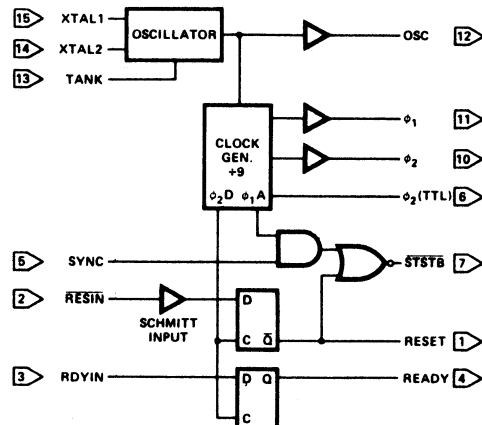 15 XTAL1
14 XTAL2
13 TANK
OSCILLATOR
OSC 12
CLOCK
GEN.
+9
ϕ2D ϕ1A
ϕ1 11
ϕ2 10
ϕ2(TTL) 6
5 SYNC
STSTB 7
2 RESIN
SCHMITT
INPUT
D
C Q
RESET 1
3 RDYIN
D Q
C
READY 4